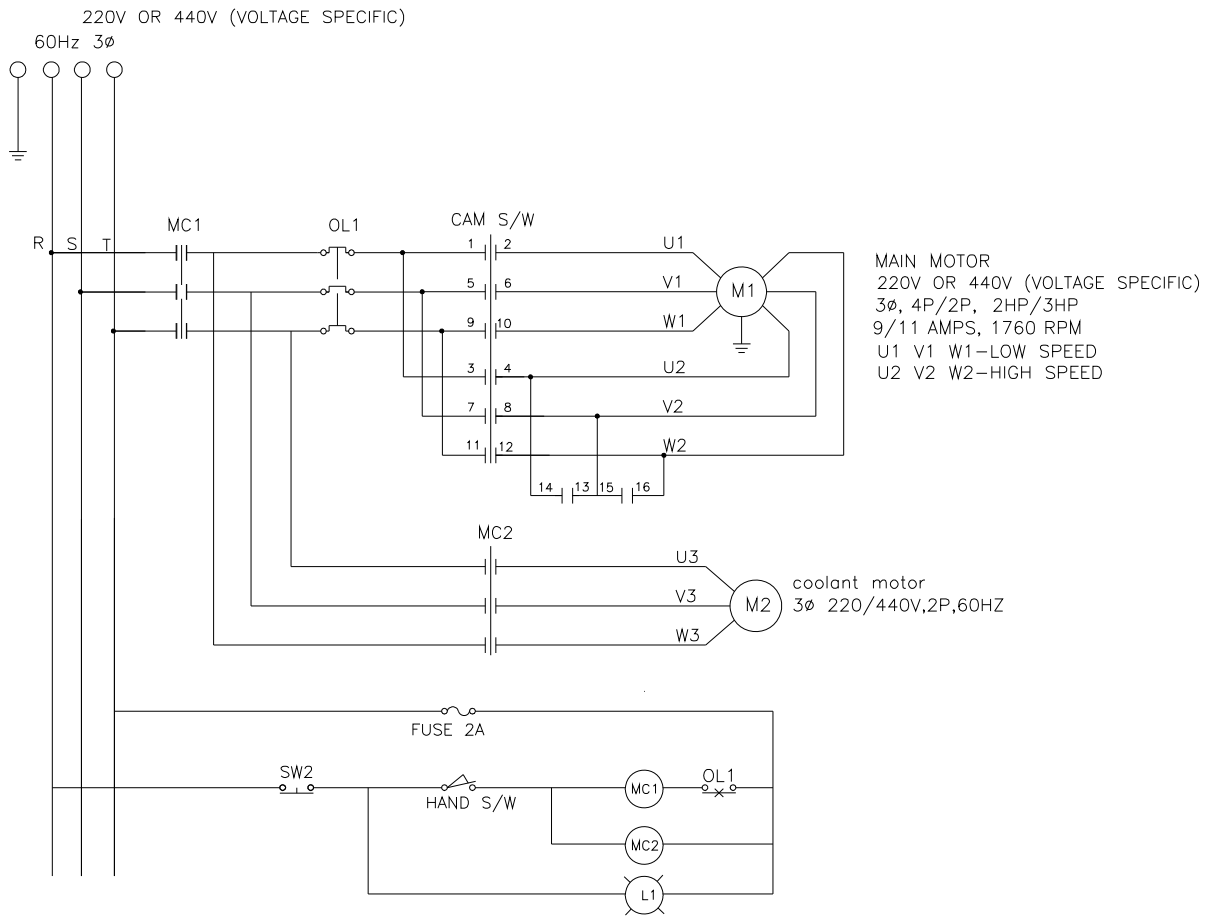 220V OR 440V (VOLTAGE SPECIFIC)
60Hz 3ø
R S T
MC1
OL1
CAM S/W
1 2
5 6
9 10
3 4
7 8
11 12
14 13 15 16
U1
V1
W1
U2
V2
W2
M1
MAIN MOTOR
220V OR 440V (VOLTAGE SPECIFIC)
3ø, 4P/2P, 2HP/3HP
9/11 AMPS, 1760 RPM
U1 V1 W1-LOW SPEED
U2 V2 W2-HIGH SPEED
MC2
U3
V3
W3
M2
coolant motor
3ø 220/440V,2P,60HZ
FUSE 2A
SW2
HAND S/W
MC1
OL1
MC2
L1